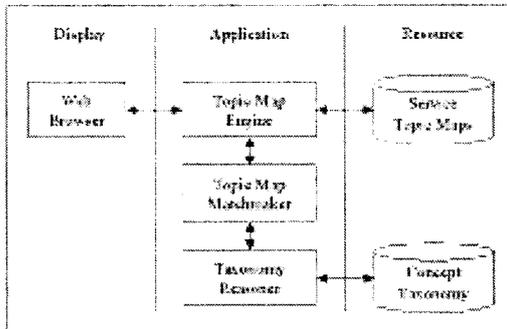 Display
Application
Resource
Web
Browser
Topic Map
Engine
Service
Topic Maps
Topic Map
Matchmaker
Taxonomy
Reasoner
Concept
Taxonomy